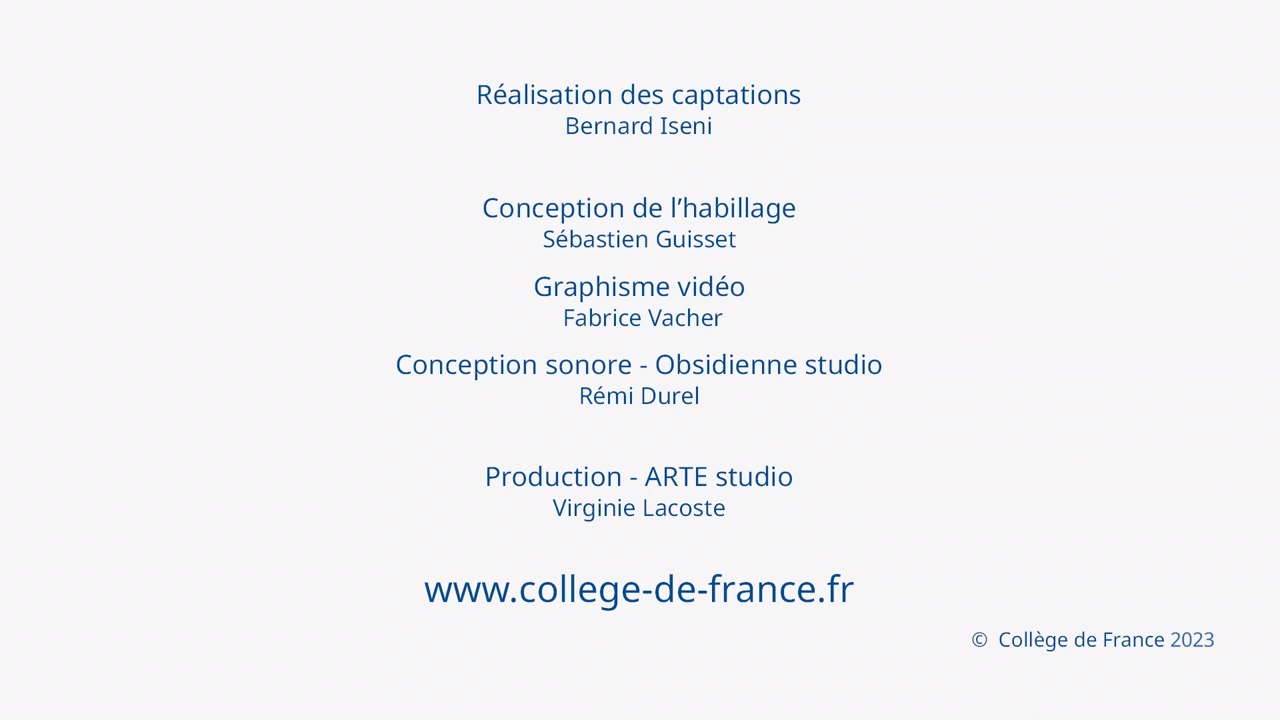 Réalisation des captations
Bernard Iseni
Conception de l’habillage
Sébastien Guisset
Graphisme vidéo
Fabrice Vacher
Conception sonore - Obsidienne studio
Rémi Durel
Production - ARTE studio
Virginie Lacoste
www.college-de-france.fr
© Collège de France 2023